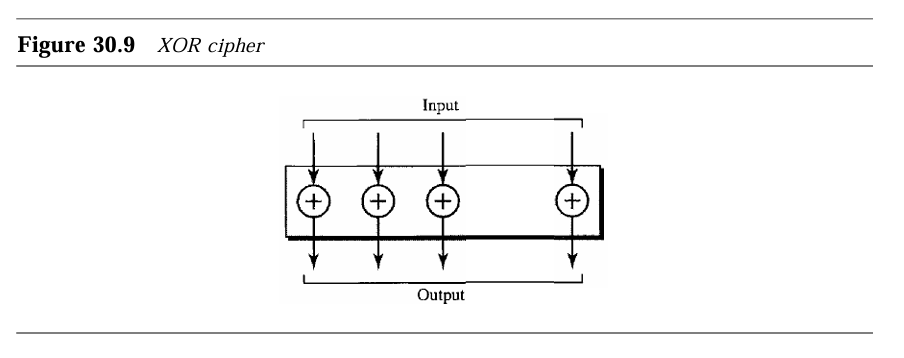 Figure 30.9 XOR cipher
Input
+ + + +
Output